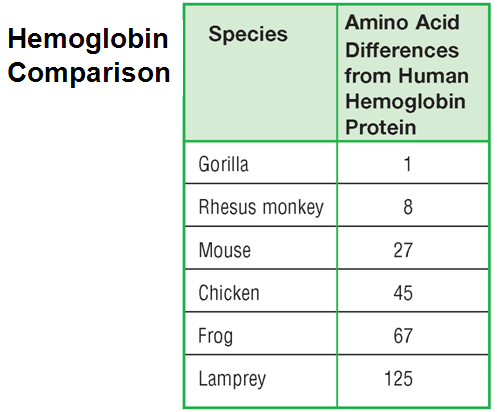 Hemoglobin
Comparison
Species
Amino Acid
Differences
from Human
Hemoglobin
Protein
Gorilla 1
Rhesus monkey 8
Mouse 27
Chicken 45
Frog 67
Lamprey 125